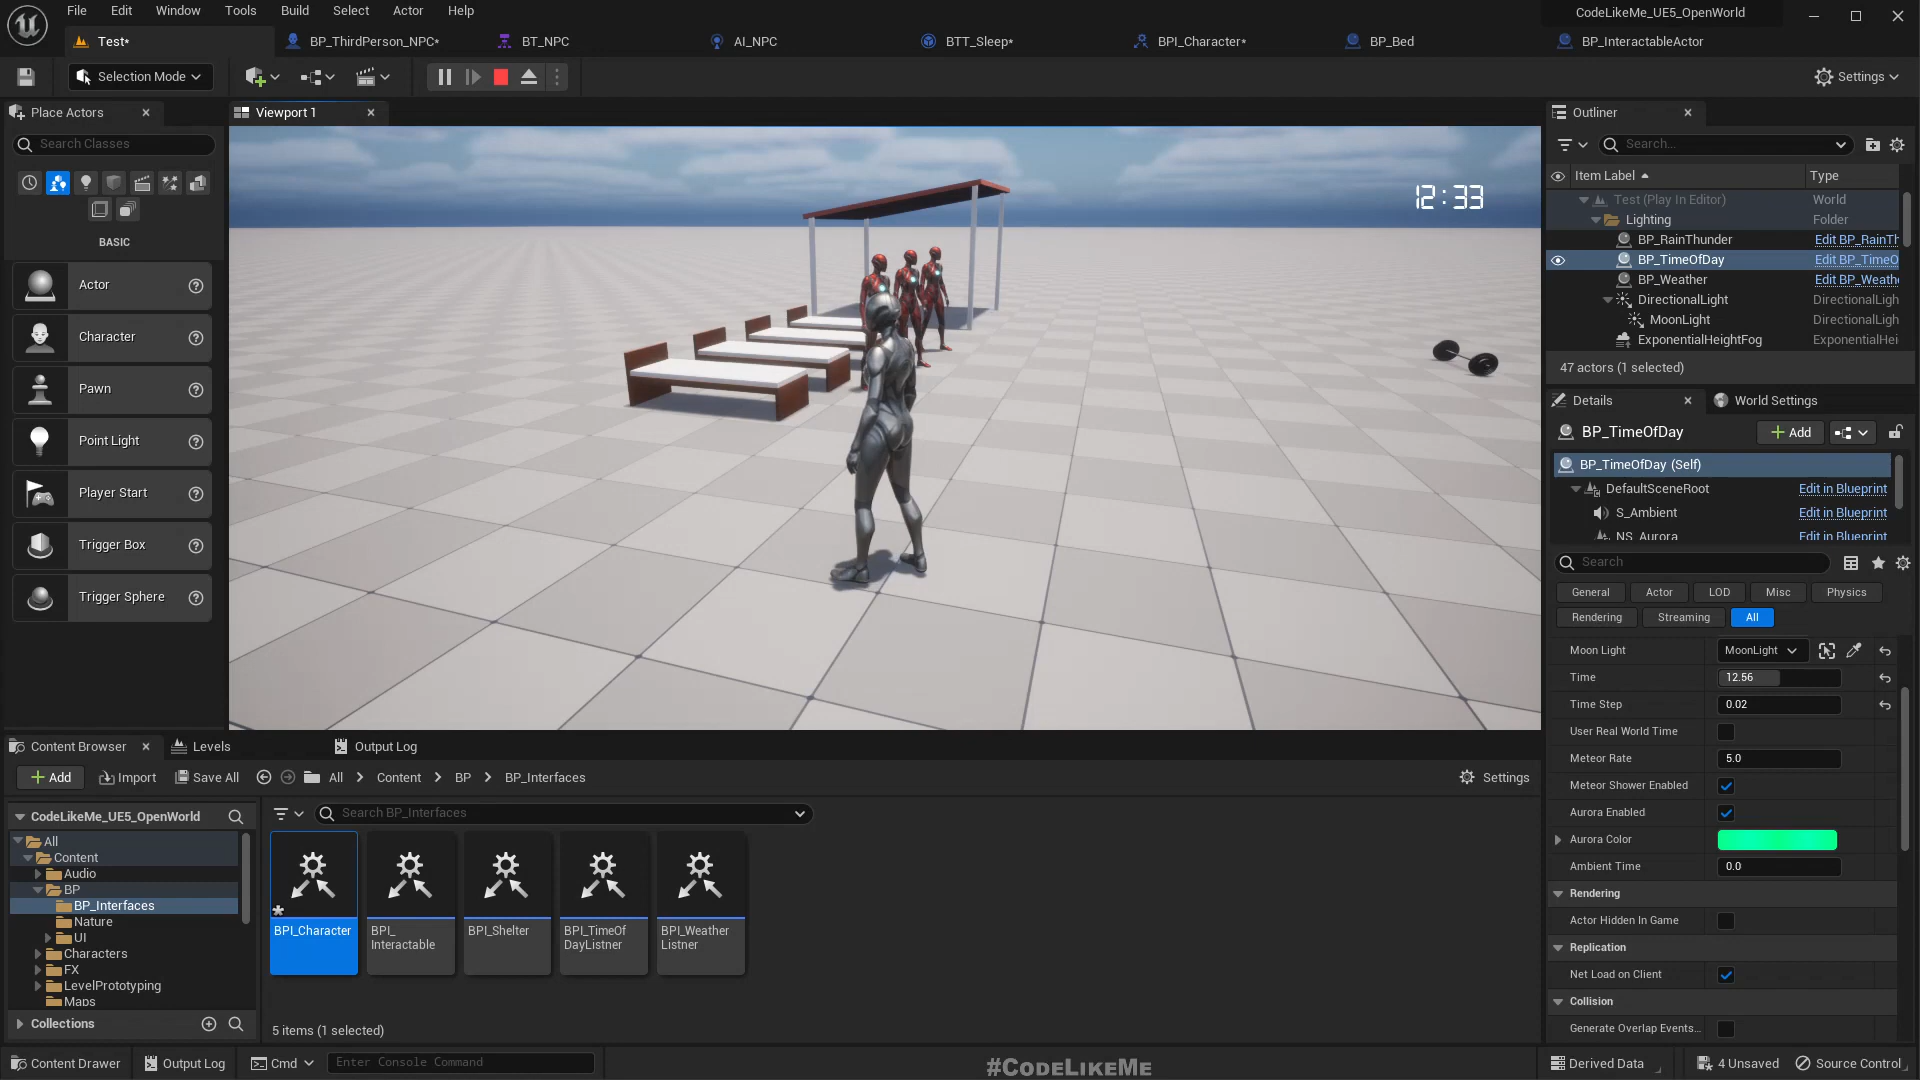 File Edit Window Tools Build Select Actor Help
CodeLikeMe_UE5_OpenWorld
Test* BP_ThirdPerson_NPC* BT_NPC AI_NPC BTT_Sleep* BPI_Character* BP_Bed BP_InteractableActor
Selection Mode
Settings
Place Actors
Search Classes
BASIC
Actor
Character
Pawn
Point Light
Player Start
Trigger Box
Trigger Sphere
Viewport 1
12:33
Outliner
Search...
Item Label Type
Test (Play In Editor) World
Lighting Folder
BP_RainThunder Edit BP_RainTh
BP_TimeOfDay Edit BP_TimeO
BP_Weather Edit BP_Weathe
DirectionalLight DirectionalLigh
MoonLight DirectionalLigh
ExponentialHeightFog ExponentialHei
47 actors (1 selected)
Details World Settings
BP_TimeOfDay Add
BP_TimeOfDay (Self)
DefaultSceneRoot Edit in Blueprint
S_Ambient Edit in Blueprint
NS_Aurora Edit in Blueprint
Search
General Actor LOD Misc Physics
Rendering Streaming All
Moon Light MoonLight
Time 12.56
Time Step 0.02
User Real World Time
Meteor Rate 5.0
Meteor Shower Enabled
Aurora Enabled
Aurora Color
Ambient Time 0.0
Rendering
Actor Hidden In Game
Replication
Net Load on Client
Collision
Generate Overlap Events...
Content Browser Levels Output Log
Add Import Save All All Content BP BP_Interfaces Settings
CodeLikeMe_UE5_OpenWorld
Search BP_Interfaces
All
Content
Audio
BP
BP_Interfaces
Nature
UI
Characters
FX
LevelPrototyping
Maps
Collections
BPI_Character
BPI_
Interactable
BPI_Shelter
BPI_TimeOf
DayListner
BPI_Weather
Listner
5 items (1 selected)
Content Drawer Output Log Cmd Enter Console Command
#CodeLikeMe
Derived Data 4 Unsaved Source Control